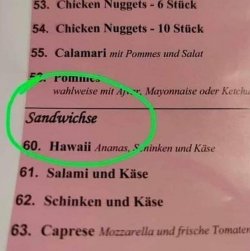 53. Chicken Nuggets - 6 Stück
54. Chicken Nuggets - 10 Stück
55. Calamari mit Pommes und Salat
Pommes
wahlweise mit Mayonnaise oder
Sandwichse
60. Hawaii Ananas, Schinken und Käse
61. Salami und Käse
62. Schinken und Käse
63. Caprese Mozzarella und frische Tomaten